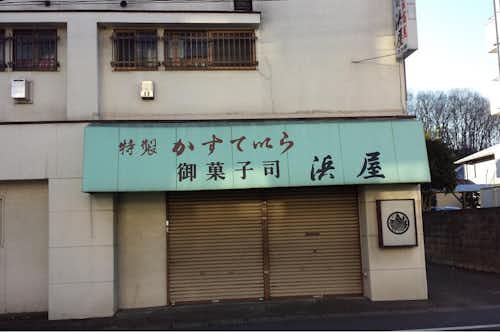 特製 かすていら
御菓子司 浜屋